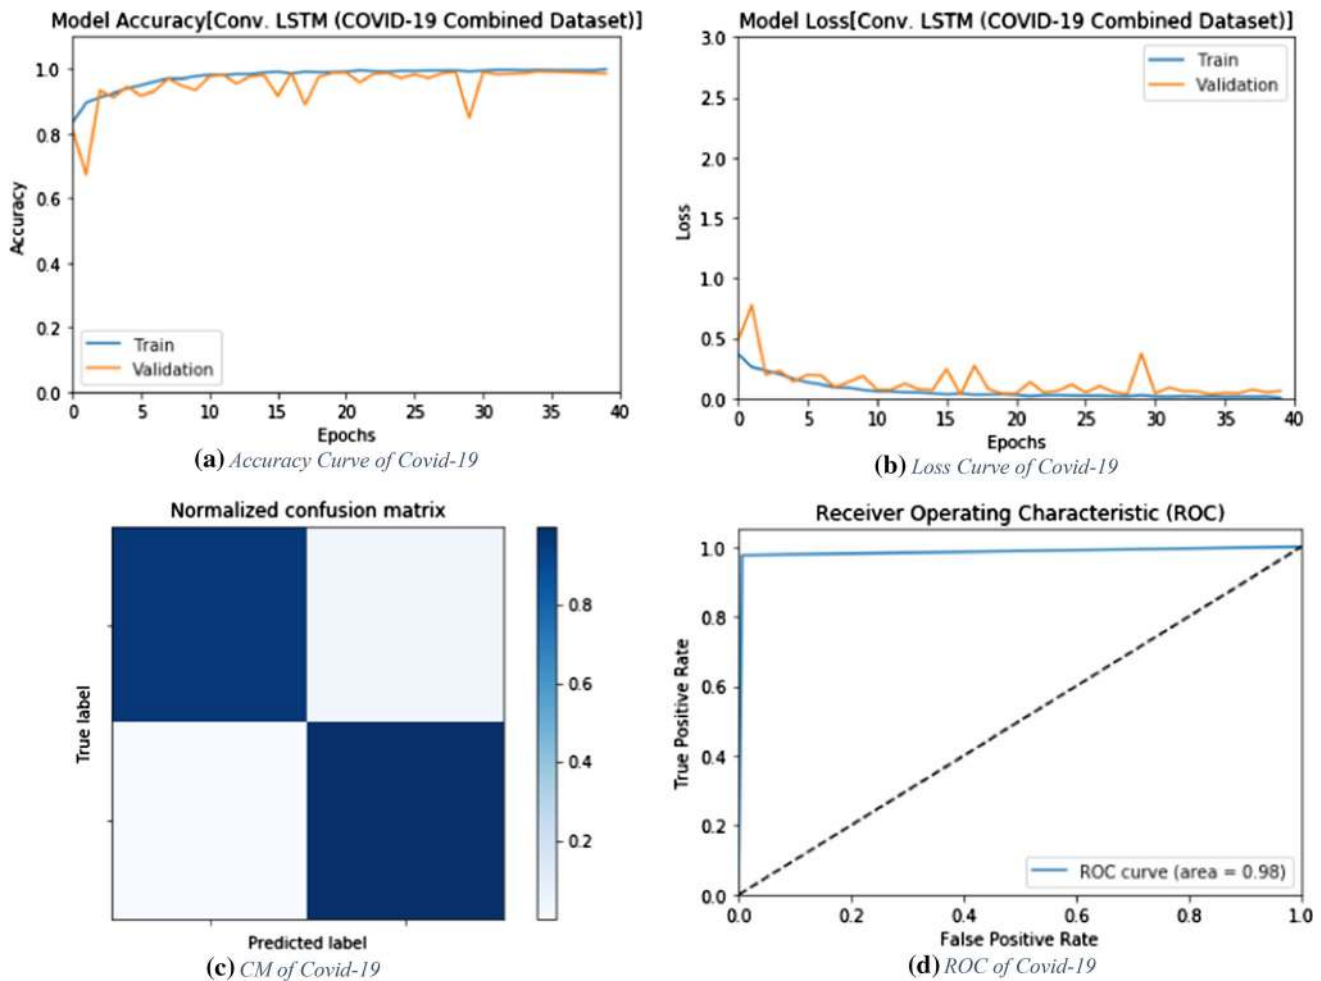 Model Accuracy[Conv. LSTM (COVID-19 Combined Dataset)]
1.0
0.8
0.6
0.4
0.2
0.0
Accuracy
Train
Validation
0 5 10 15 20 25 30 35 40
Epochs
(a) Accuracy Curve of Covid-19
Model Loss[Conv. LSTM (COVID-19 Combined Dataset)]
3.0
2.5
2.0
1.5
1.0
0.5
0.0
Loss
Train
Validation
0 5 10 15 20 25 30 35 40
Epochs
(b) Loss Curve of Covid-19
Normalized confusion matrix
True label
Predicted label
0.8
0.6
0.4
0.2
(c) CM of Covid-19
Receiver Operating Characteristic (ROC)
1.0
0.8
0.6
0.4
0.2
0.0
True Positive Rate
ROC curve (area = 0.98)
0.0 0.2 0.4 0.6 0.8 1.0
False Positive Rate
(d) ROC of Covid-19